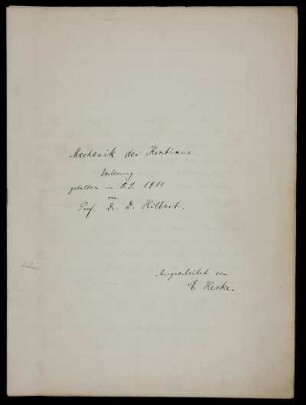 Mechanik der Kontinua
Vorlesung
gehalten im S.S. 1911
von
Prof. Dr. D. Hilbert.
Ausgearbeitet von
E. Hecke.